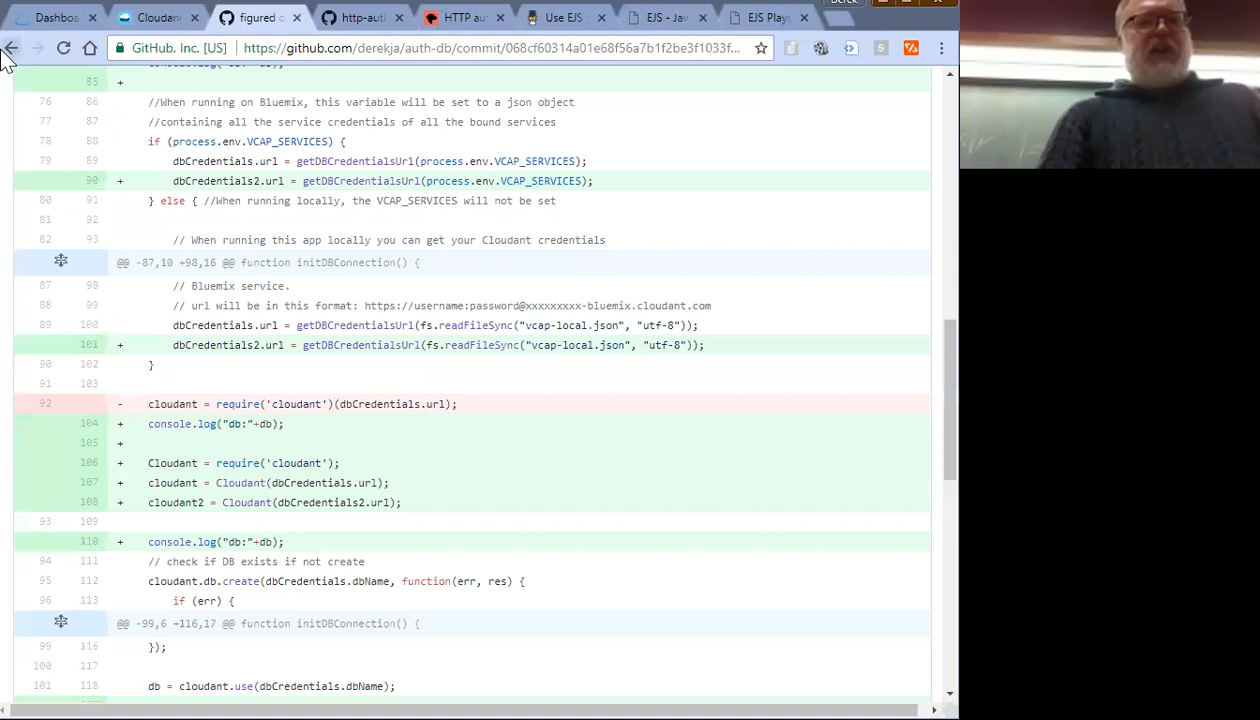 Derek
Dashboa
Cloudant
figured o
http-auth
HTTP au
Use EJS
EJS - Jav
EJS Play
GitHub, Inc. [US]
https://github.com/derekja/auth-db/commit/068cf60314a01e68f56a7b1f2be3f1033f...
85 +
76 86 //When running on Bluemix, this variable will be set to a json object
77 87 //containing all the service credentials of all the bound services
78 88 if (process.env.VCAP_SERVICES) {
79 89 dbCredentials.url = getDBCredentialsUrl(process.env.VCAP_SERVICES);
90 + dbCredentials2.url = getDBCredentialsUrl(process.env.VCAP_SERVICES);
80 91 } else { //When running locally, the VCAP_SERVICES will not be set
81 92
82 93 // When running this app locally you can get your Cloudant credentials
@@ -87,10 +98,16 @@ function initDBConnection() {
87 98 // Bluemix service.
88 99 // url will be in this format: https://username:password@xxxxxxxxx-bluemix.cloudant.com
89 100 dbCredentials.url = getDBCredentialsUrl(fs.readFileSync("vcap-local.json", "utf-8"));
101 + dbCredentials2.url = getDBCredentialsUrl(fs.readFileSync("vcap-local.json", "utf-8"));
90 102 }
91 103
92 - cloudant = require('cloudant')(dbCredentials.url);
104 + console.log("db:"+db);
105 +
106 + Cloudant = require('cloudant');
107 + cloudant = Cloudant(dbCredentials.url);
108 + cloudant2 = Cloudant(dbCredentials2.url);
93 109
110 + console.log("db:"+db);
94 111 // check if DB exists if not create
95 112 cloudant.db.create(dbCredentials.dbName, function(err, res) {
96 113 if (err) {
@@ -99,6 +116,17 @@ function initDBConnection() {
99 116 });
100 117
101 118 db = cloudant.use(dbCredentials.dbName);